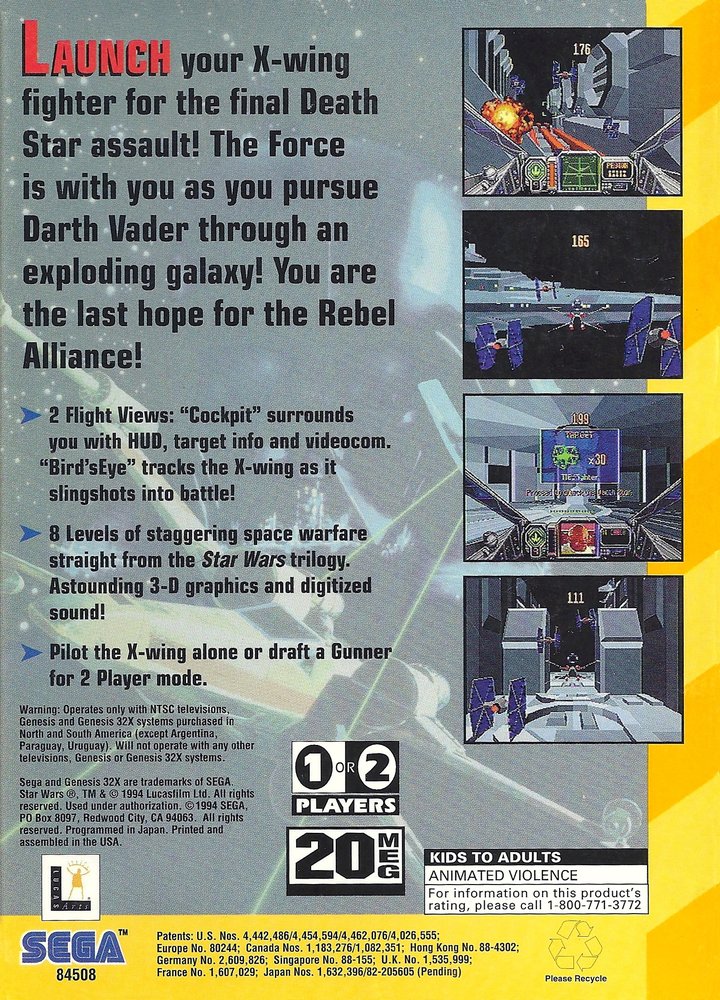 LAUNCH your X-wing
fighter for the final Death
Star assault! The Force
is with you as you pursue
Darth Vader through an
exploding galaxy! You are
the last hope for the Rebel
Alliance!
2 Flight Views: “Cockpit” surrounds
you with HUD, target info and videocom.
“Bird'sEye” tracks the X-wing as it
slingshots into battle!
8 Levels of staggering space warfare
straight from the Star Wars trilogy.
Astounding 3-D graphics and digitized
sound!
Pilot the X-wing alone or draft a Gunner
for 2 Player mode.
Warning: Operates only with NTSC televisions,
Genesis and Genesis 32X systems purchased in
North and South America (except Argentina,
Paraguay, Uruguay). Will not operate with any other
televisions, Genesis or Genesis 32X systems.
Sega and Genesis 32X are trademarks of SEGA.
Star Wars ®, TM & © 1994 Lucasfilm Ltd. All rights
reserved. Used under authorization. © 1994 SEGA,
PO Box 8097, Redwood City, CA 94063. All rights
reserved. Programmed in Japan. Printed and
assembled in the USA.
176
165
199
TARGET
x30
TIE Fighter
111
1 OR 2
PLAYERS
20 MEG
KIDS TO ADULTS
ANIMATED VIOLENCE
For information on this product's
rating, please call 1-800-771-3772
LUCAS Arts
SEGA™
84508
Patents: U.S. Nos. 4,442,486/4,454,594/4,462,076/4,026,555;
Europe No. 80244; Canada Nos. 1,183,276/1,082,351; Hong Kong No. 88-4302;
Germany No. 2,609,826; Singapore No. 88-155; U.K. No. 1,535,999;
France No. 1,607,029; Japan Nos. 1,632,396/82-205605 (Pending)
Please Recycle